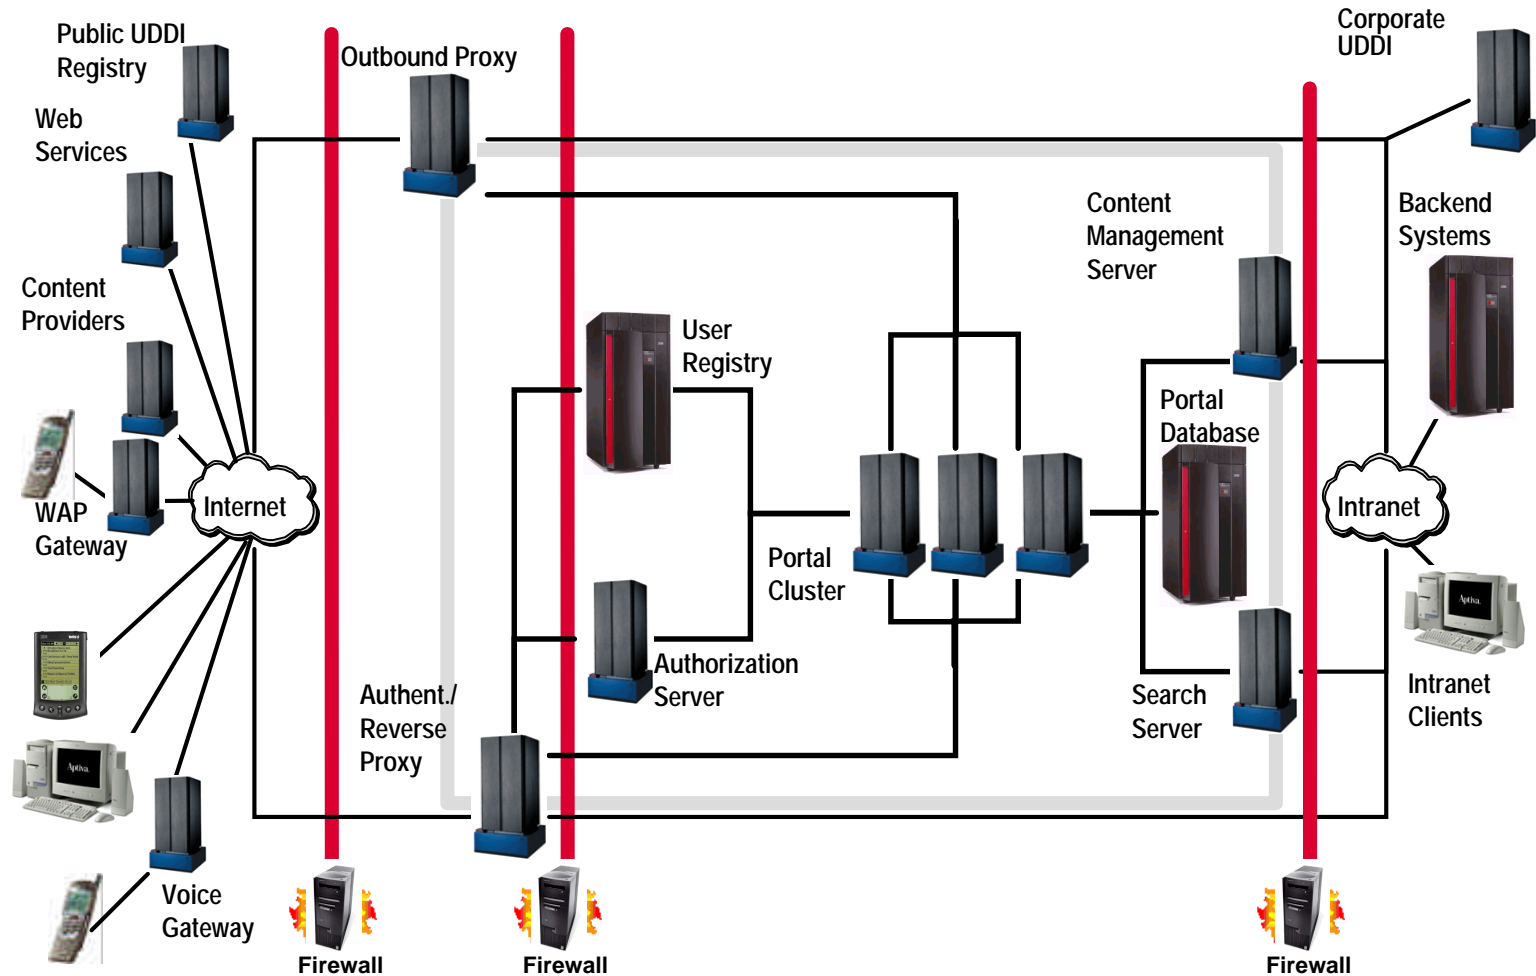 Public UDDI
Registry
Outbound Proxy
Corporate
UDDI
Web
Services
Content
Management
Server
Backend
Systems
Content
Providers
User
Registry
Portal
Database
WAP
Gateway
Internet
Intranet
Portal
Cluster
Aptiva.
Authorization
Server
Authent./
Reverse
Proxy
Search
Server
Intranet
Clients
Aptiva.
Voice
Gateway
Firewall
Firewall
Firewall